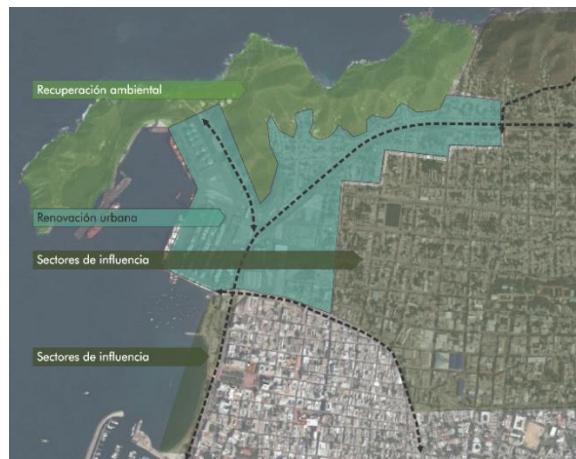 Recuperación ambiental
Renovación urbana
Sectores de influencia
Sectores de influencia